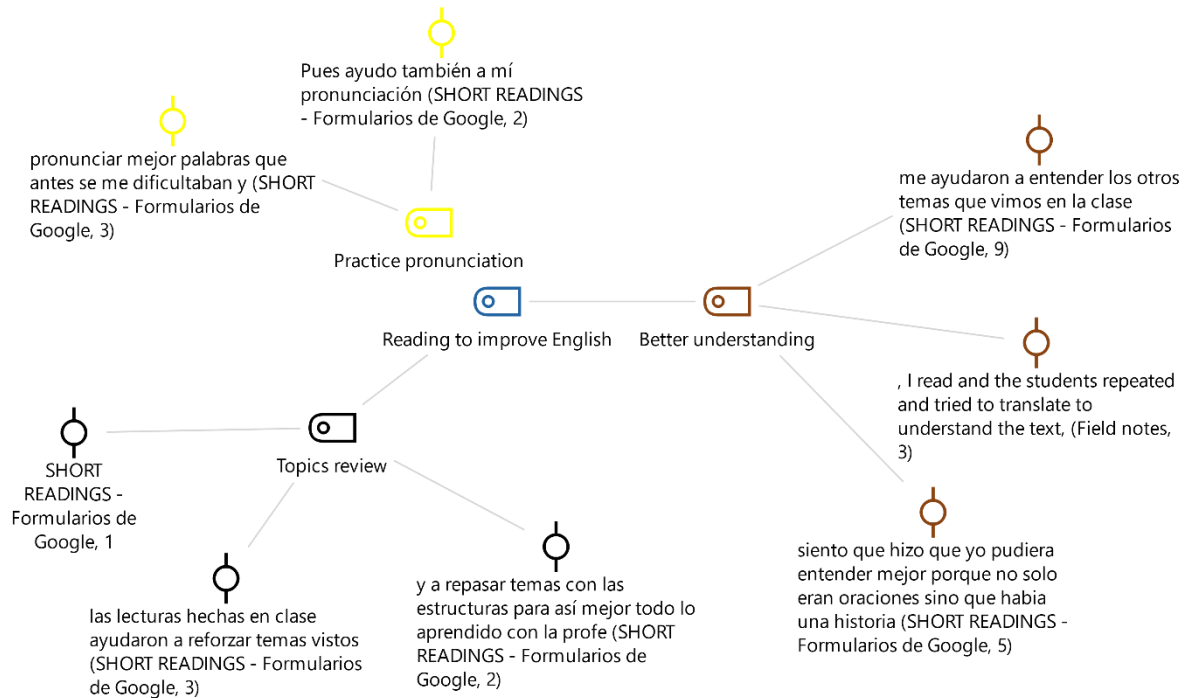 Pues ayudo también a mí
pronunciación (SHORT READINGS
- Formularios de Google, 2)
pronunciar mejor palabras que
antes se me dificultaban y (SHORT
READINGS - Formularios de
Google, 3)
Practice pronunciation
me ayudaron a entender los otros
temas que vimos en la clase
(SHORT READINGS - Formularios
de Google, 9)
Reading to improve English
Better understanding
, I read and the students repeated
and tried to translate to
understand the text, (Field notes,
3)
Topics review
SHORT
READINGS -
Formularios de
Google, 1
siento que hizo que yo pudiera
entender mejor porque no solo
eran oraciones sino que habia
una historia (SHORT READINGS -
Formularios de Google, 5)
las lecturas hechas en clase
ayudaron a reforzar temas vistos
(SHORT READINGS - Formularios
de Google, 3)
y a repasar temas con las
estructuras para así mejor todo lo
aprendido con la profe (SHORT
READINGS - Formularios de
Google, 2)